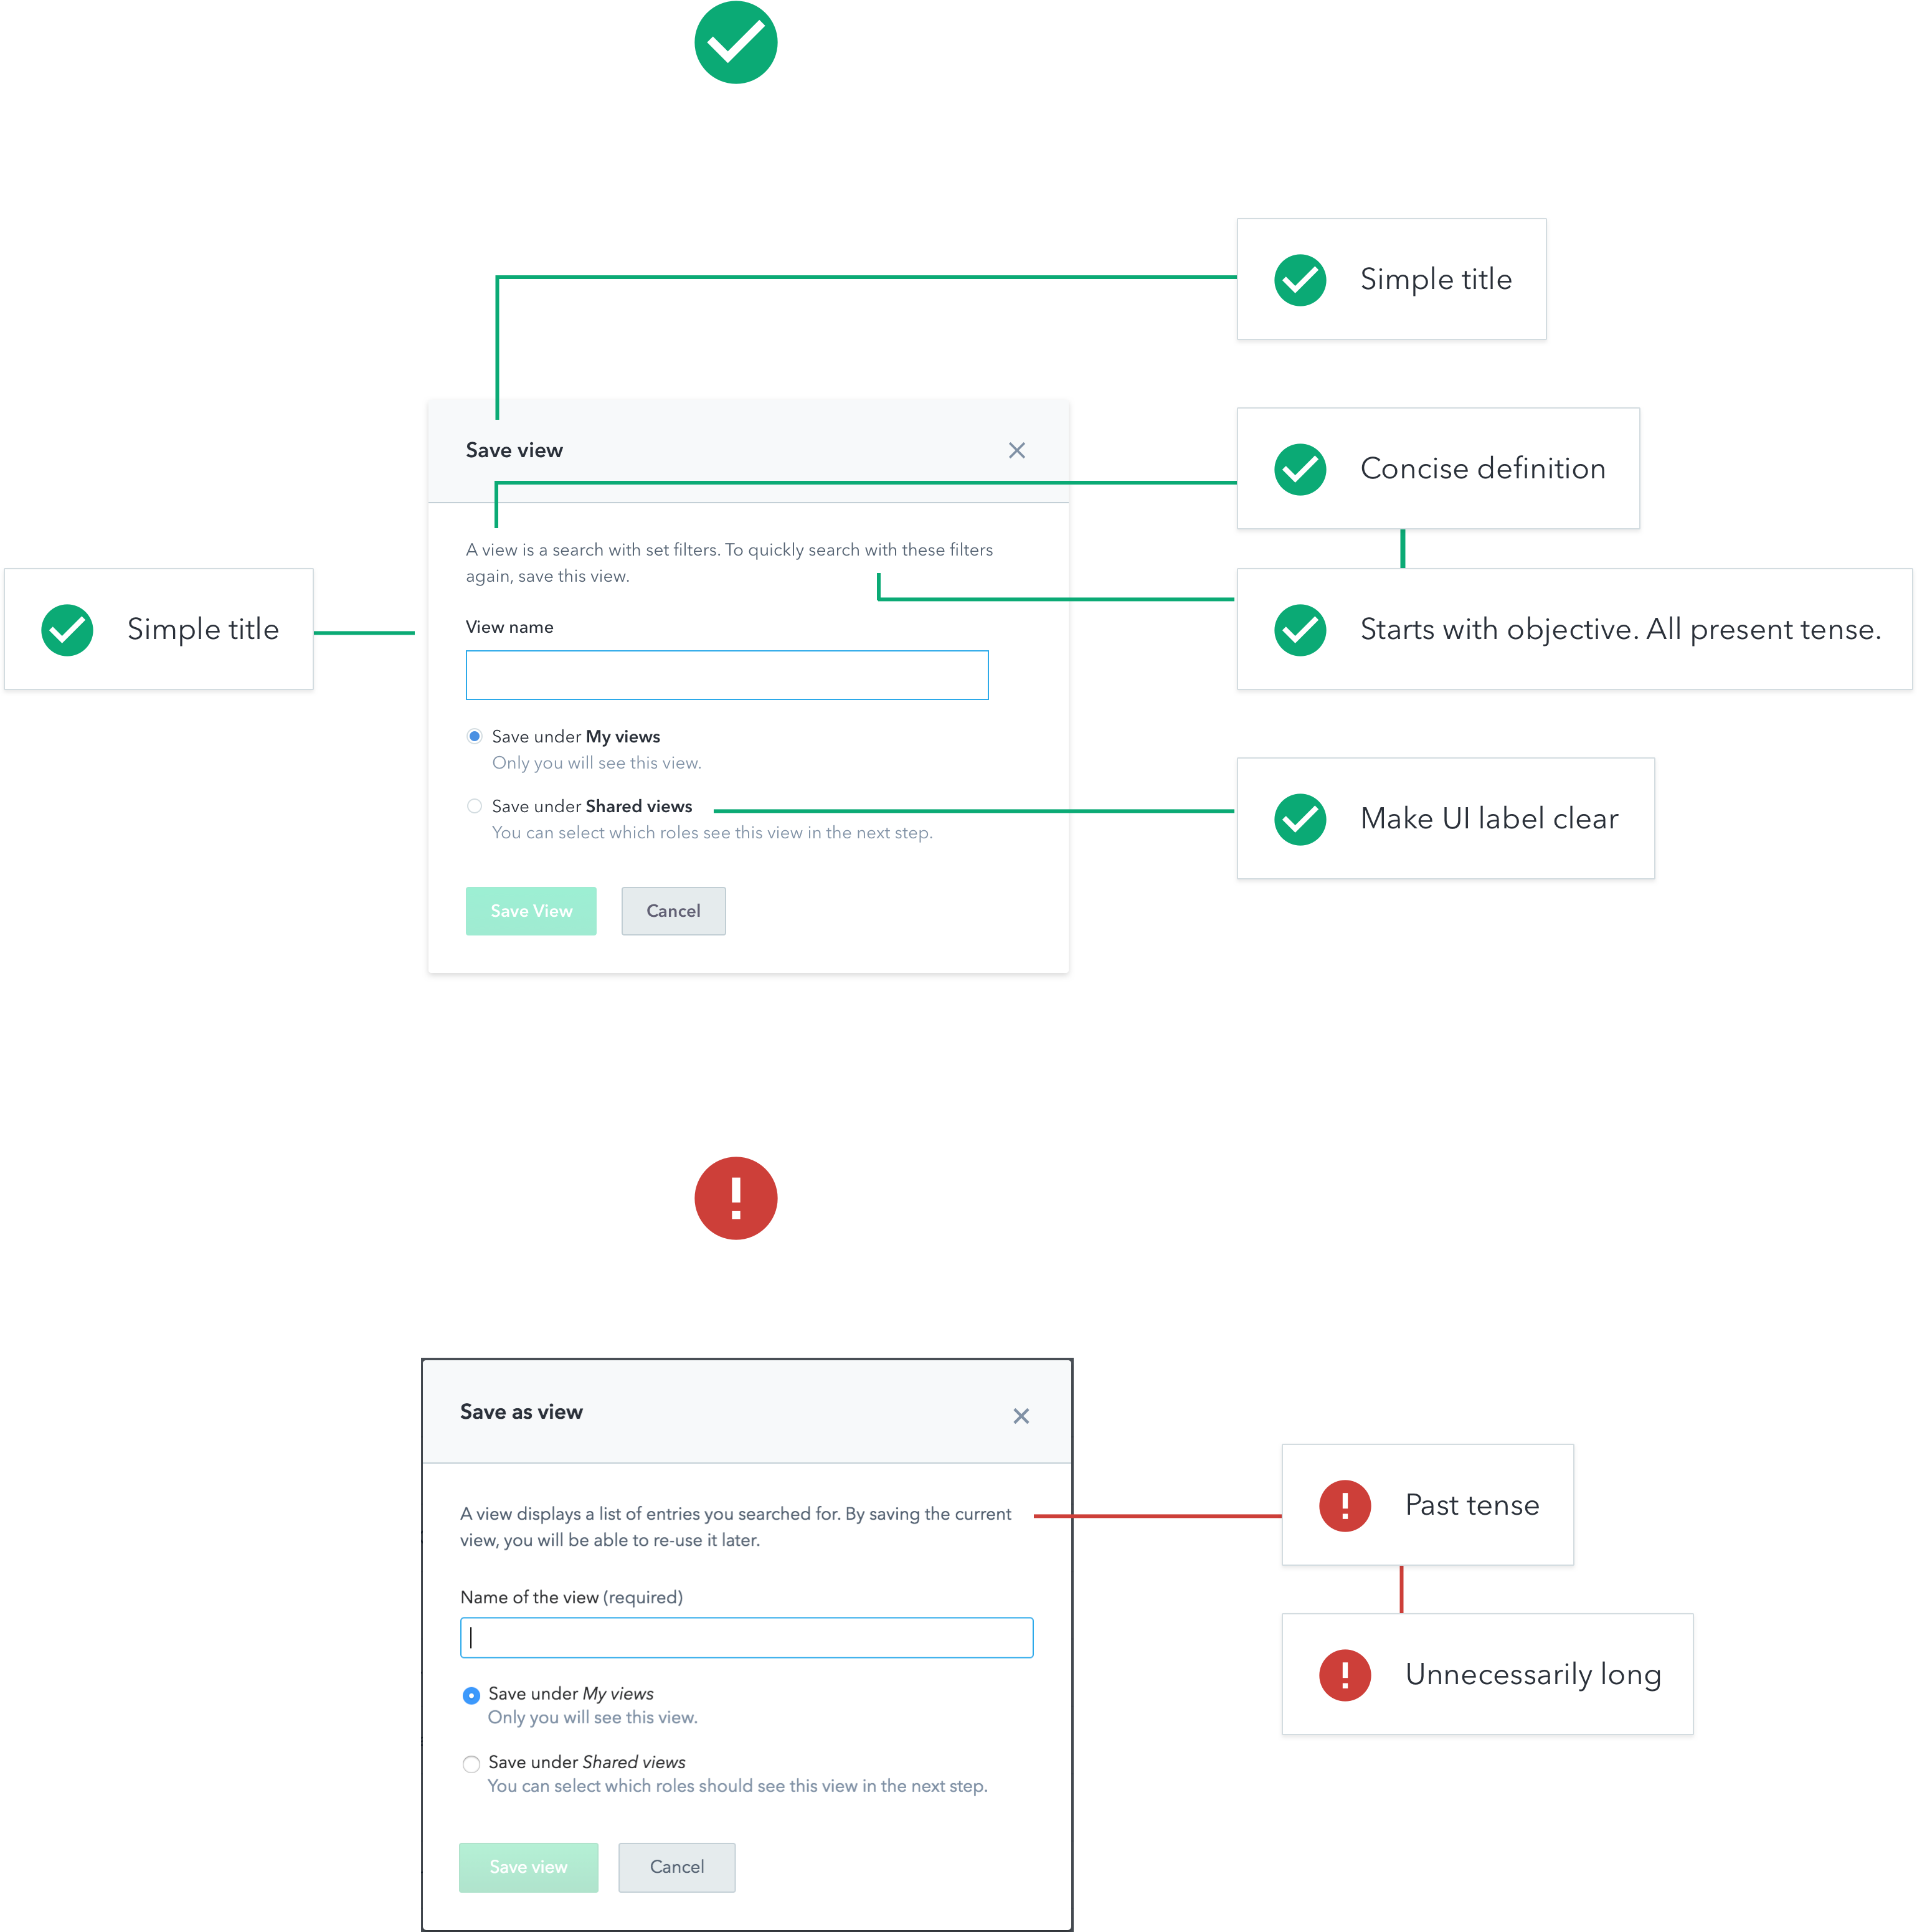 Simple title
Save view
Concise definition
A view is a search with set filters. To quickly search with these filters
again, save this view.
Simple title
View name
Starts with objective. All present tense.
Save under My views
Only you will see this view.
Save under Shared views
You can select which roles see this view in the next step.
Make UI label clear
Save View
Cancel
Save as view
A view displays a list of entries you searched for. By saving the current
view, you will be able to re-use it later.
Past tense
Name of the view (required)
Save under My views
Only you will see this view.
Unnecessarily long
Save under Shared views
You can select which roles should see this view in the next step.
Save view
Cancel